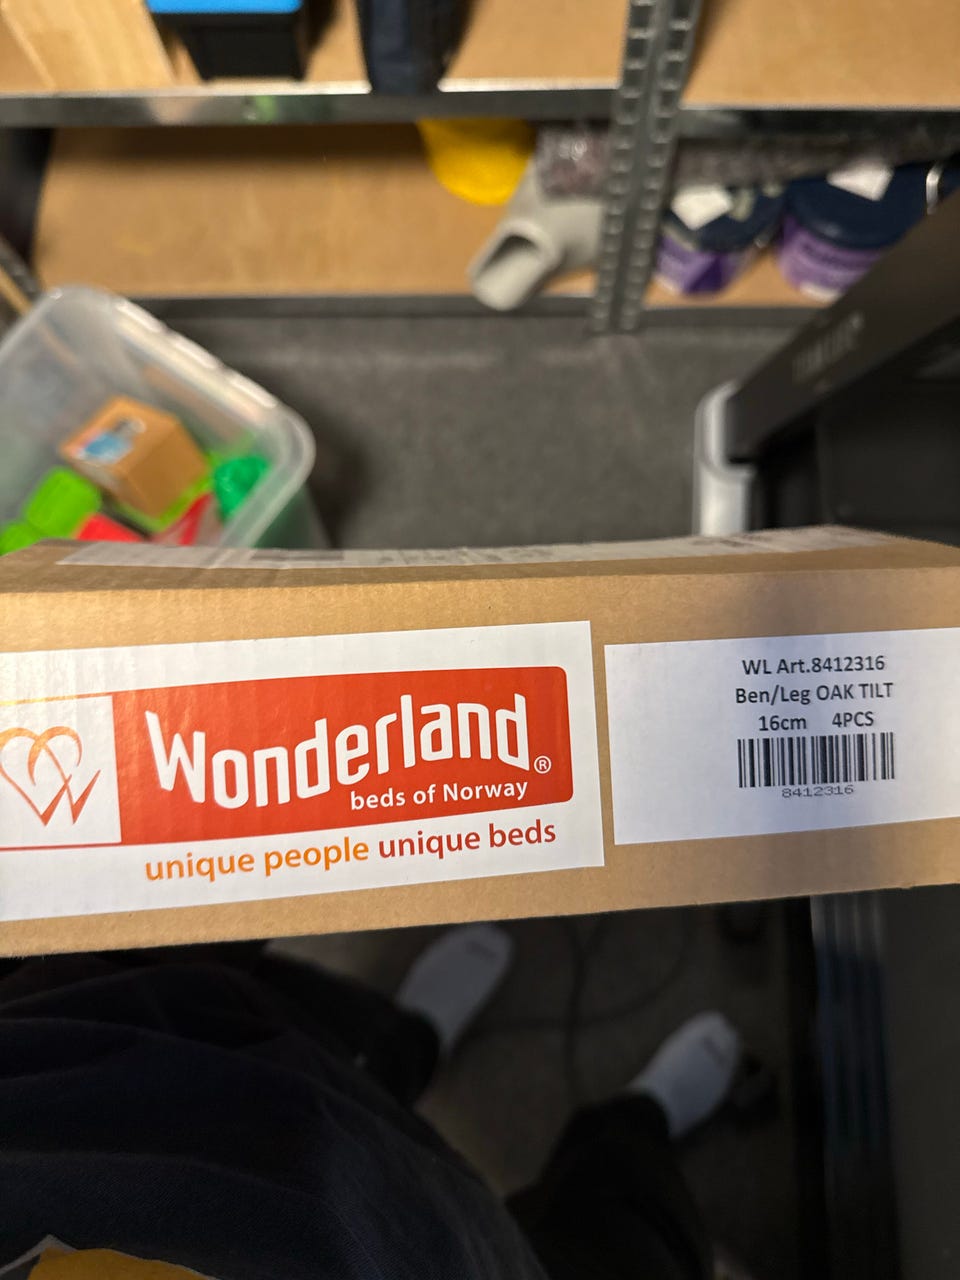 Wonderland®
beds of Norway
unique people unique beds
WL Art.8412316
Ben/Leg OAK TILT
16cm 4PCS
8412316